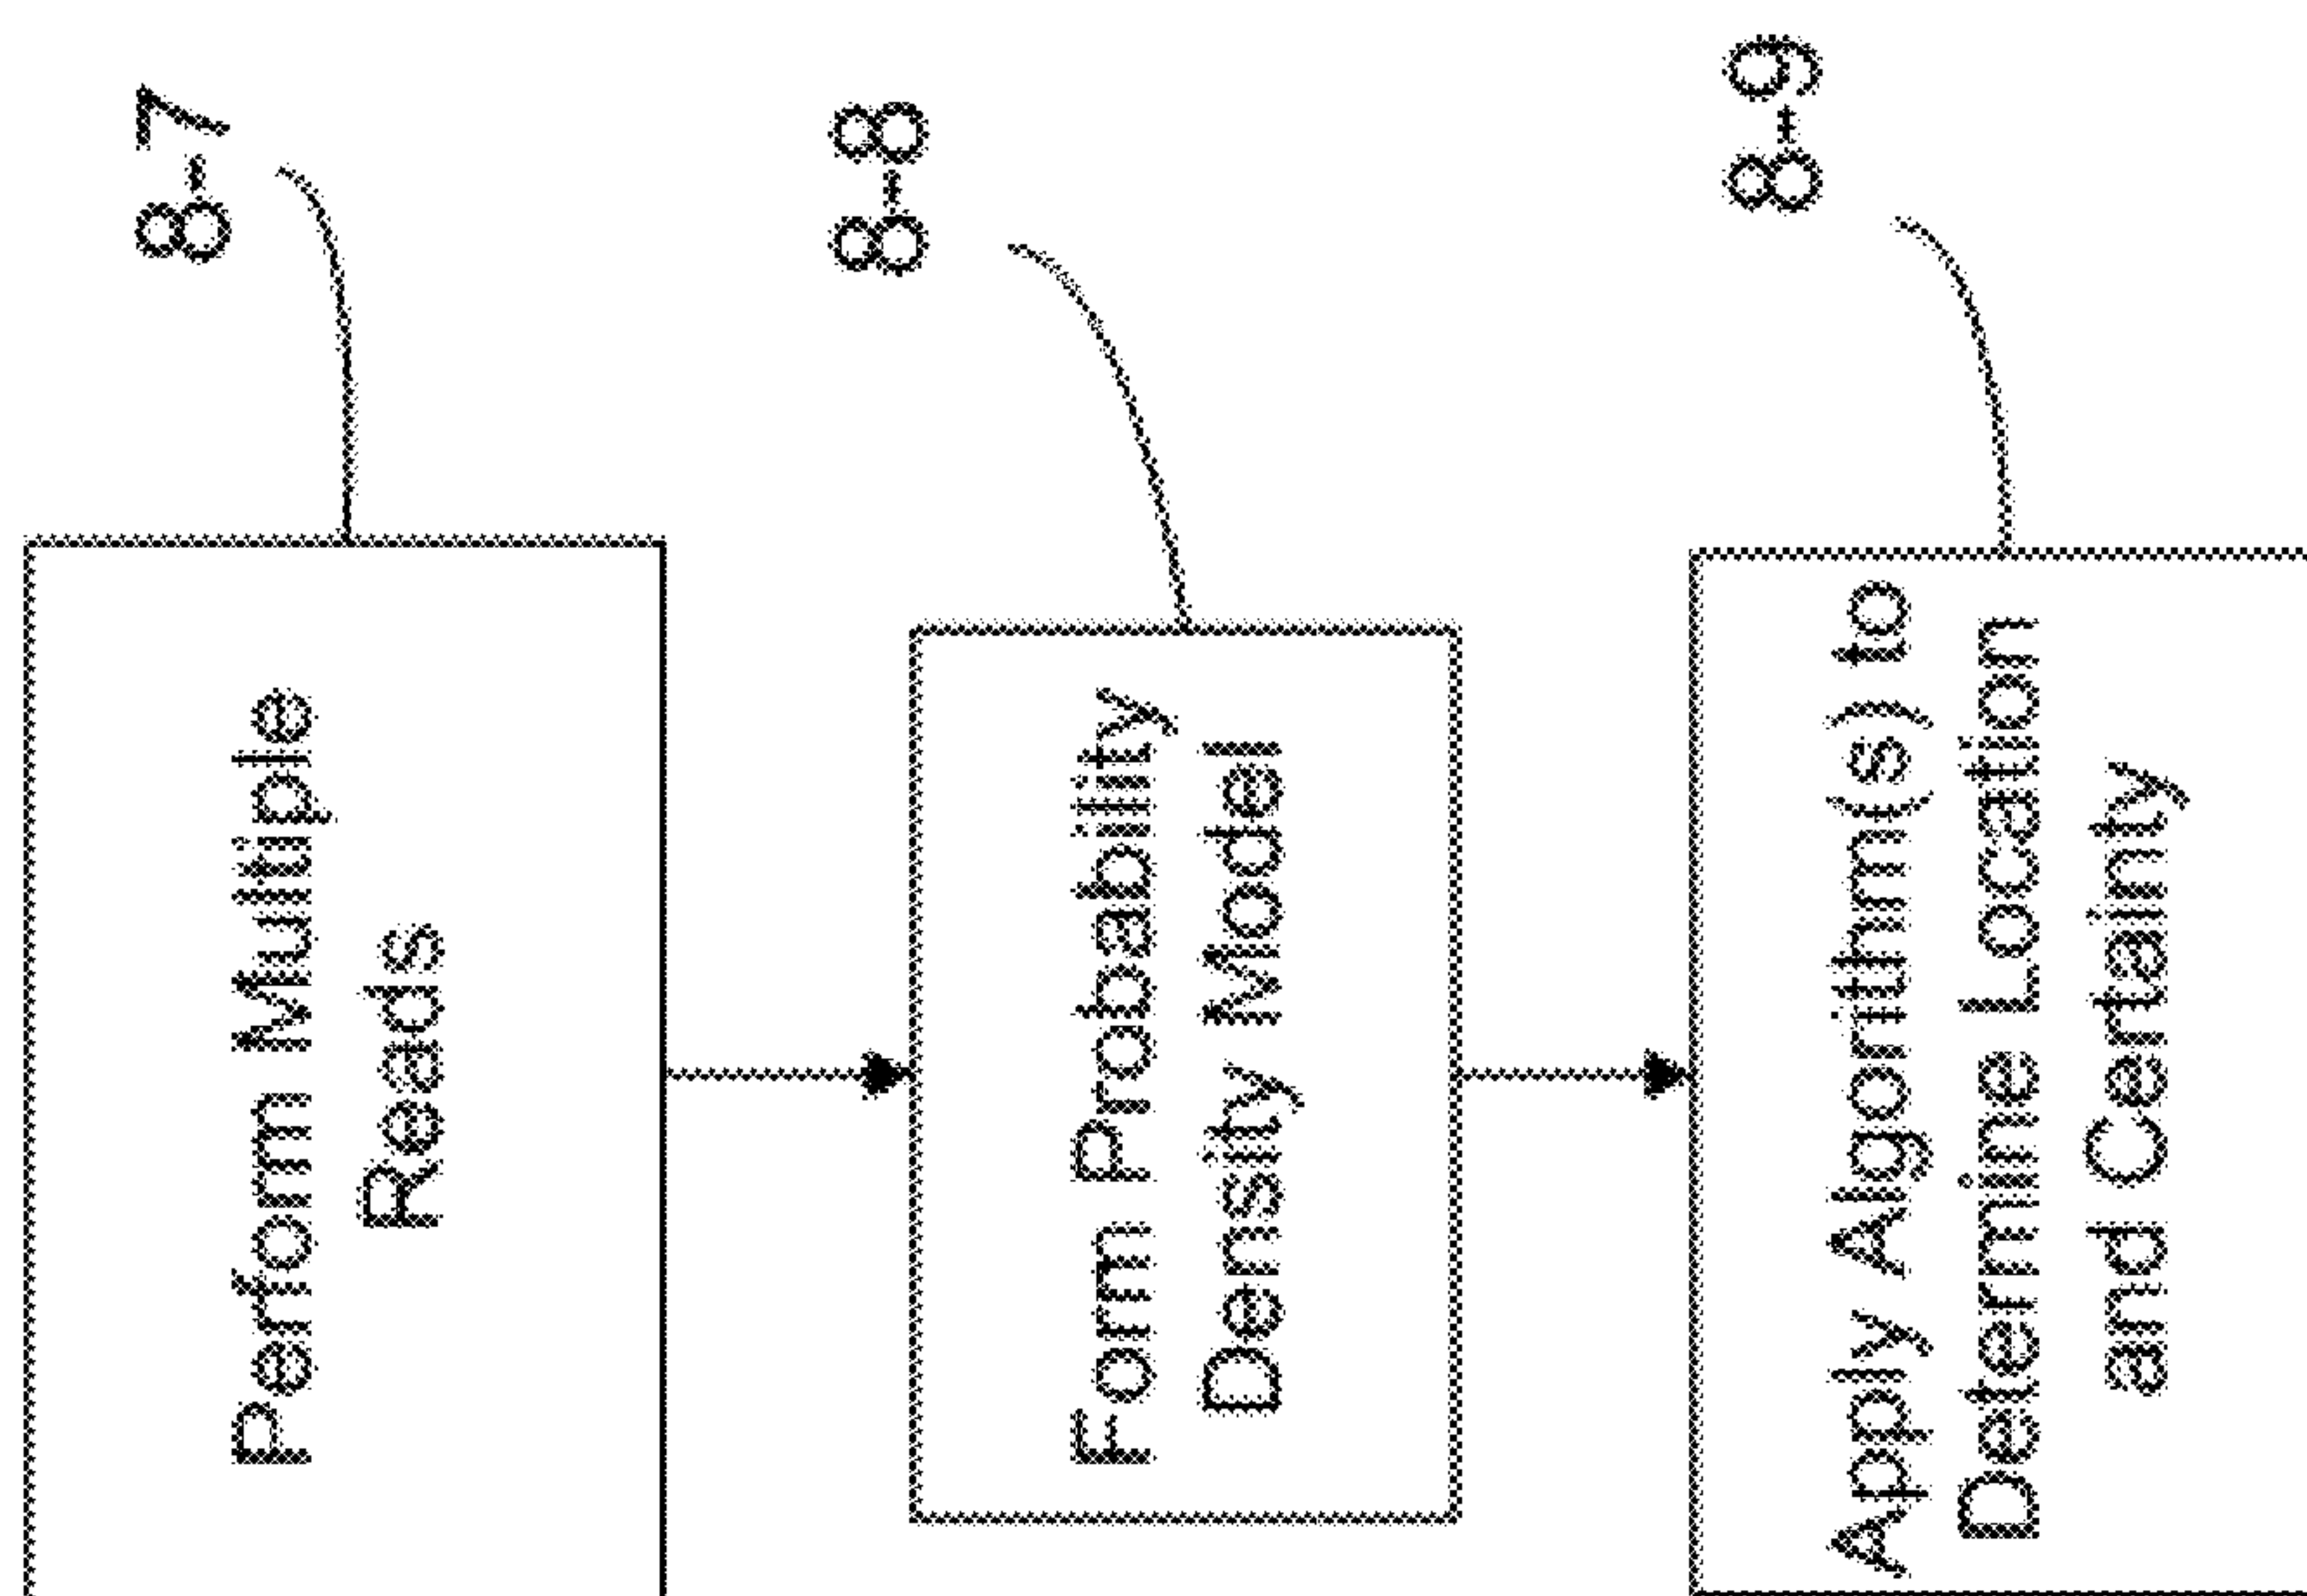 8-7
Perform Multiple
Reads
8-8
Form Probability
Density Model
8-9
Apply Algorithm(s) to
Determine Location
and Certainty